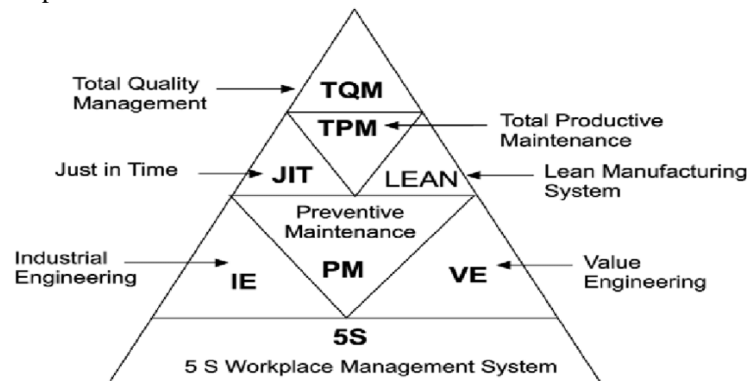 Total Quality
Management
TQM
TPM
Total Productive
Maintenance
Just in Time
JIT
LEAN
Lean Manufacturing
System
Preventive
Maintenance
Industrial
Engineering
IE
PM
VE
Value
Engineering
5S
5 S Workplace Management System